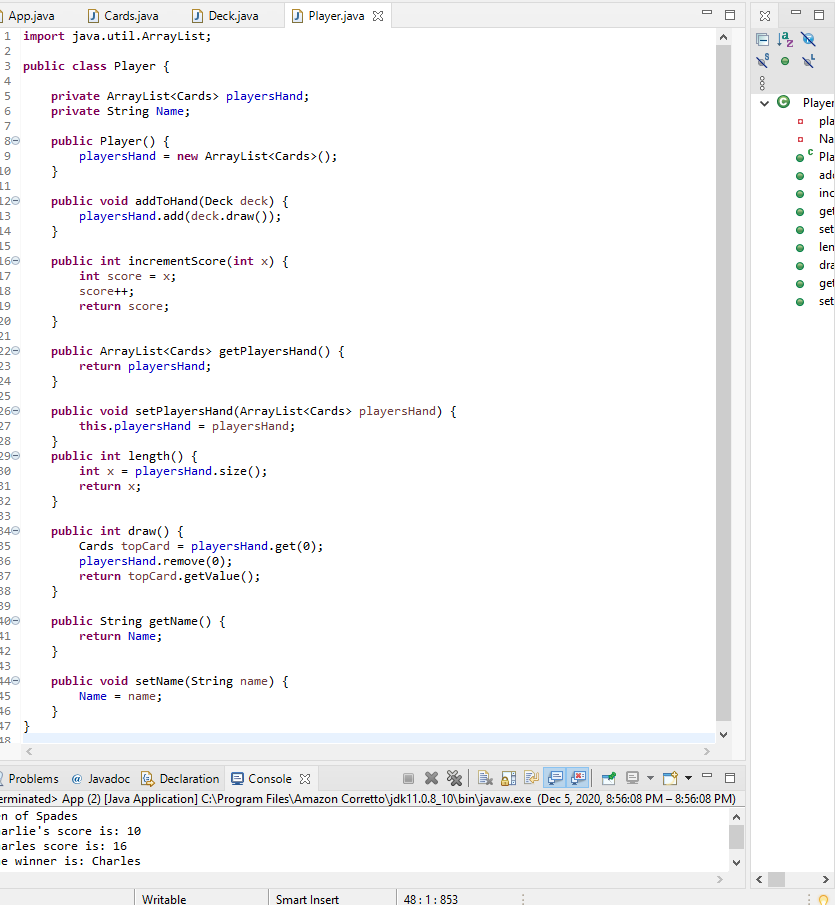 App.java Cards.java Deck.java Player.java
1 import java.util.ArrayList;
2
3 public class Player {
4
5 private ArrayList<Cards> playersHand;
6 private String Name;
7
8 public Player() {
9 playersHand = new ArrayList<Cards>();
10 }
11
12 public void addToHand(Deck deck) {
13 playersHand.add(deck.draw());
14 }
15
16 public int incrementScore(int x) {
17 int score = x;
18 score++;
19 return score;
20 }
21
22 public ArrayList<Cards> getPlayersHand() {
23 return playersHand;
24 }
25
26 public void setPlayersHand(ArrayList<Cards> playersHand) {
27 this.playersHand = playersHand;
28 }
29 public int length() {
30 int x = playersHand.size();
31 return x;
32 }
33
34 public int draw() {
35 Cards topCard = playersHand.get(0);
36 playersHand.remove(0);
37 return topCard.getValue();
38 }
39
40 public String getName() {
41 return Name;
42 }
43
44 public void setName(String name) {
45 Name = name;
46 }
47 }
48
Player
pla
Na
Pla
add
inc
get
set
len
dra
get
set
Problems @ Javadoc Declaration Console
erminated> App (2) [Java Application] C:\Program Files\Amazon Corretto\jdk11.0.8_10\bin\javaw.exe (Dec 5, 2020, 8:56:08 PM – 8:56:08 PM)
n of Spades
arlie's score is: 10
arles score is: 16
e winner is: Charles
Writable Smart Insert 48 : 1 : 853